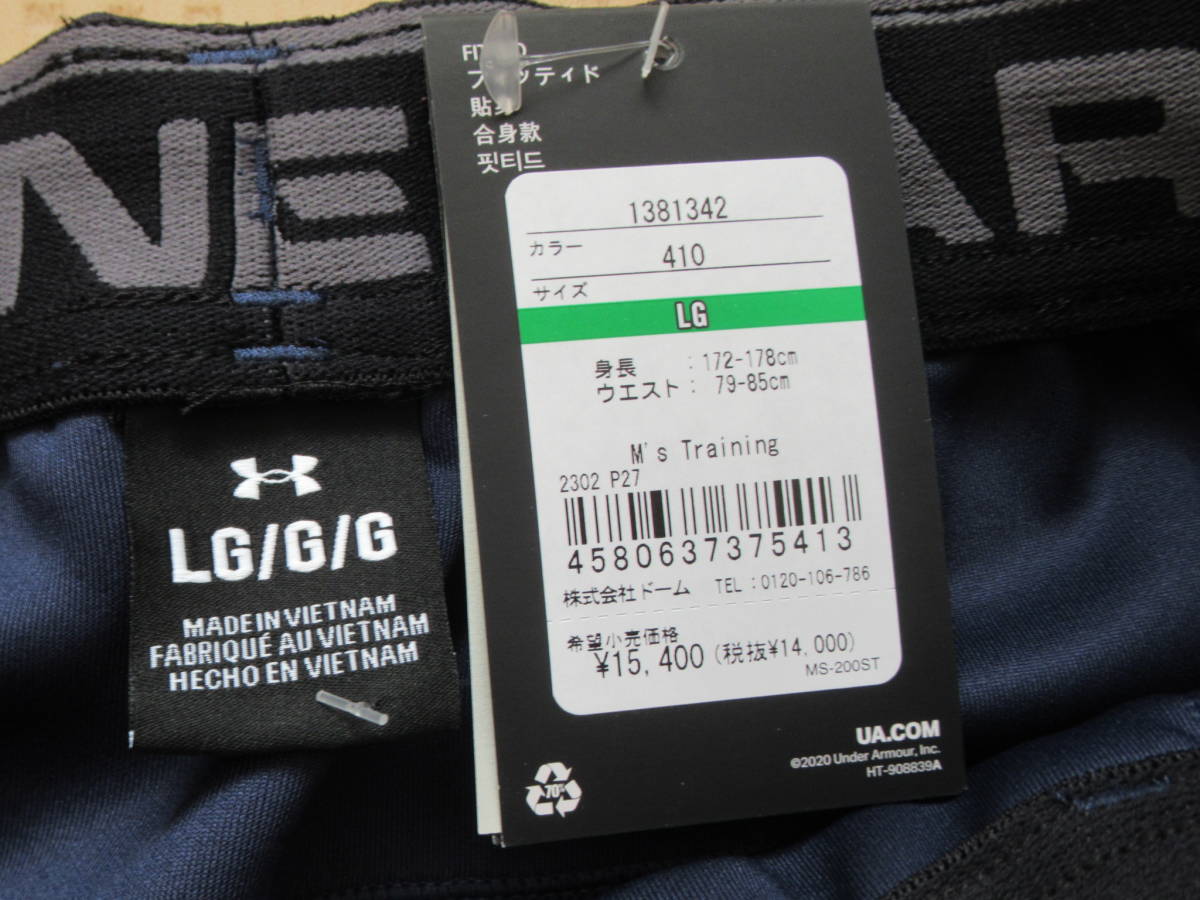 NE
AR
フィッティド
貼身
合身款
핏티드
1381342
カラー 410
サイズ
LG
身長 : 172-178cm
ウエスト : 79-85cm
M's Training
2302 P27
4580637375413
株式会社ドーム TEL:0120-106-786
希望小売価格
¥15,400(税抜¥14,000)
MS-200ST
UA.COM
©2020 Under Armour, Inc.
HT-908839A
70%
LG/G/G
MADE IN VIETNAM
FABRIQUÉ AU VIETNAM
HECHO EN VIETNAM